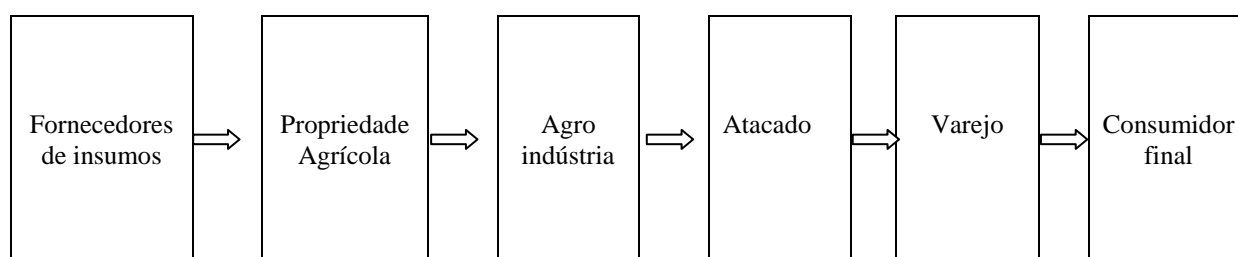 Fornecedores
de insumos
Propriedade
Agrícola
Agro
indústria
Atacado
Varejo
Consumidor
final